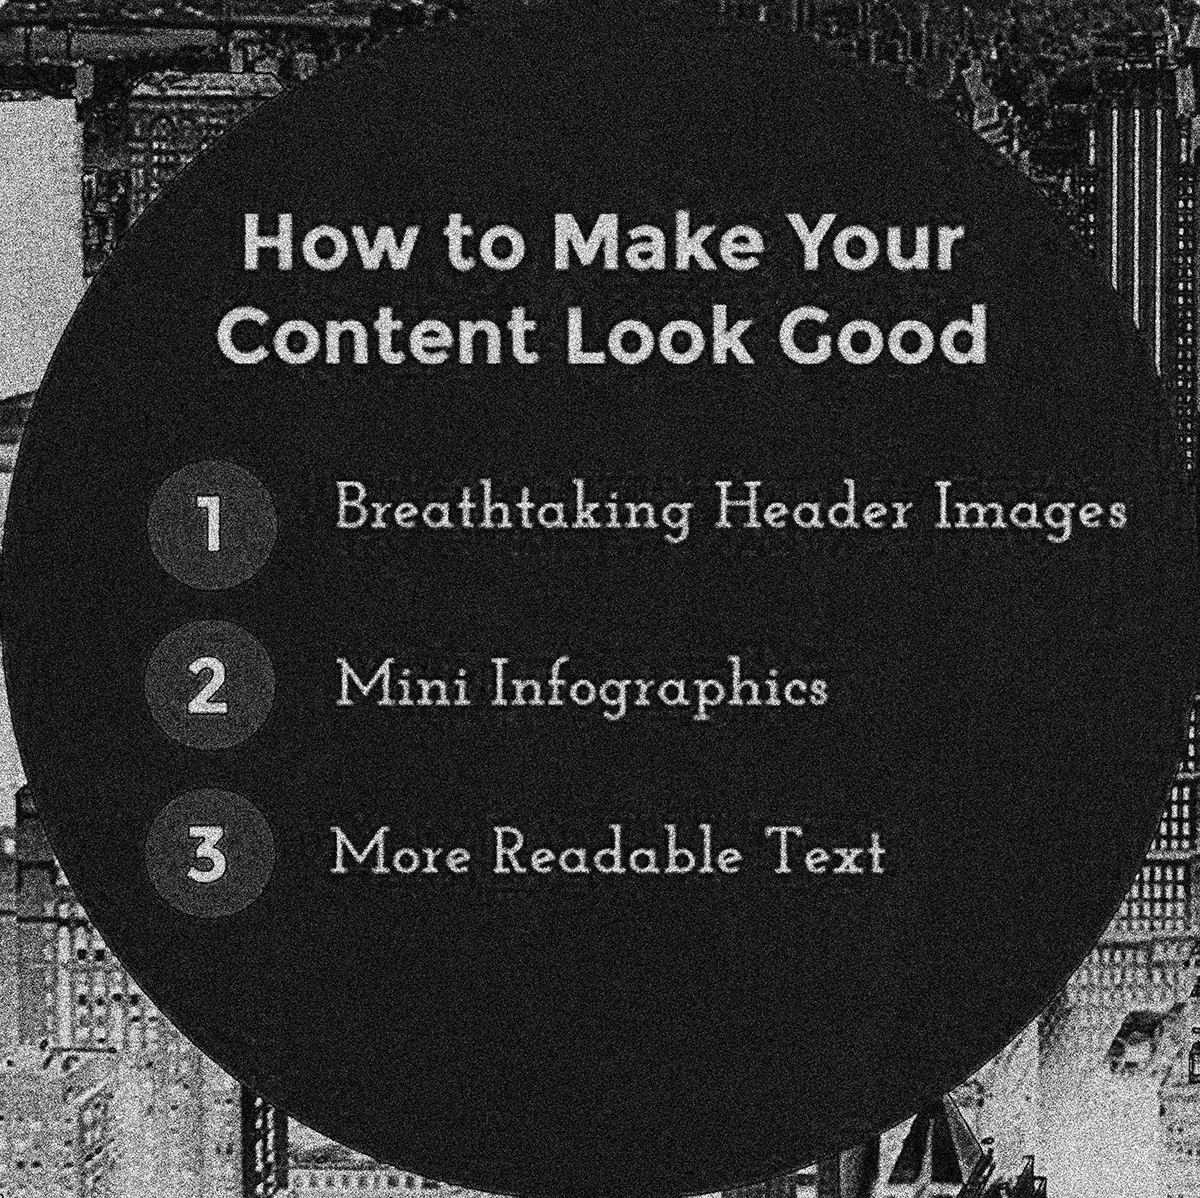 How to Make Your
Content Look Good
1 Breathtaking Header Images
2 Mini Infographics
3 More Readable Text